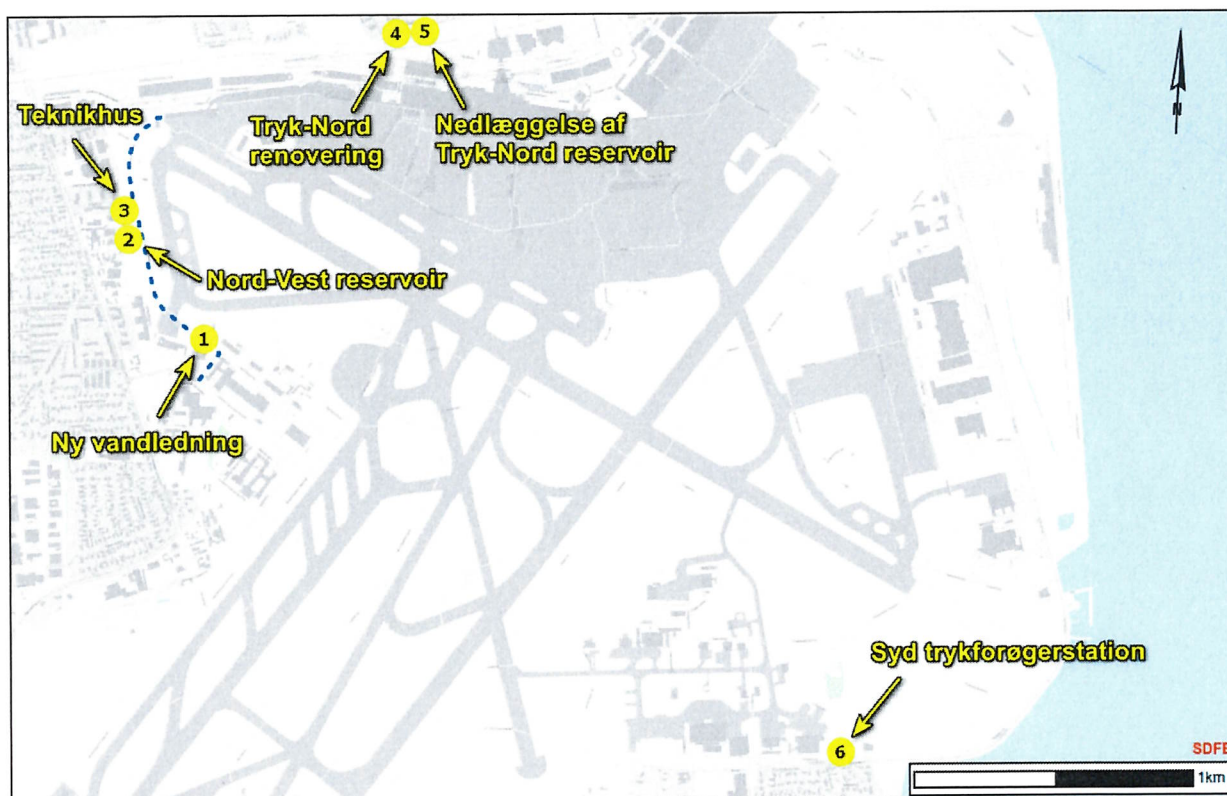 4 5
Teknikhus
Tryk-Nord
renovering
Nedlæggelse af
Tryk-Nord reservoir
N
3
2
Nord-Vest reservoir
1
Ny vandledning
Syd trykforøgerstation
6
SDFE
1km